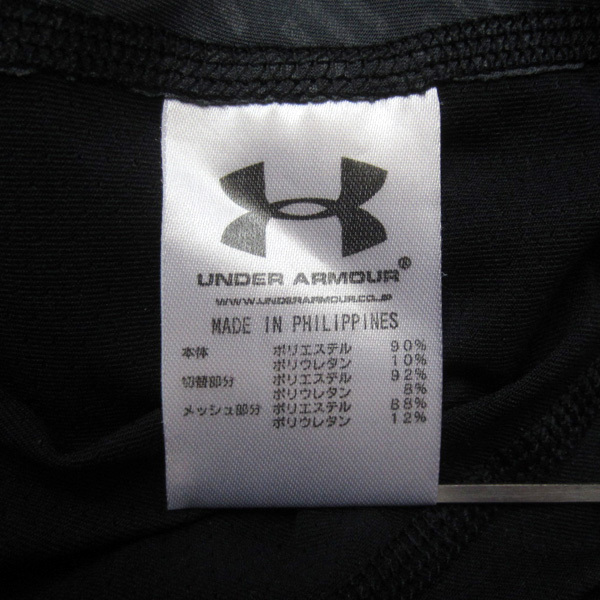 UNDER ARMOUR®
WWW.UNDERARMOUR.CO.JP
MADE IN PHILIPPINES
本体 ポリエステル 90%
ポリウレタン 10%
切替部分 ポリエステル 92%
ポリウレタン 8%
メッシュ部分 ポリエステル 88%
ポリウレタン 12%